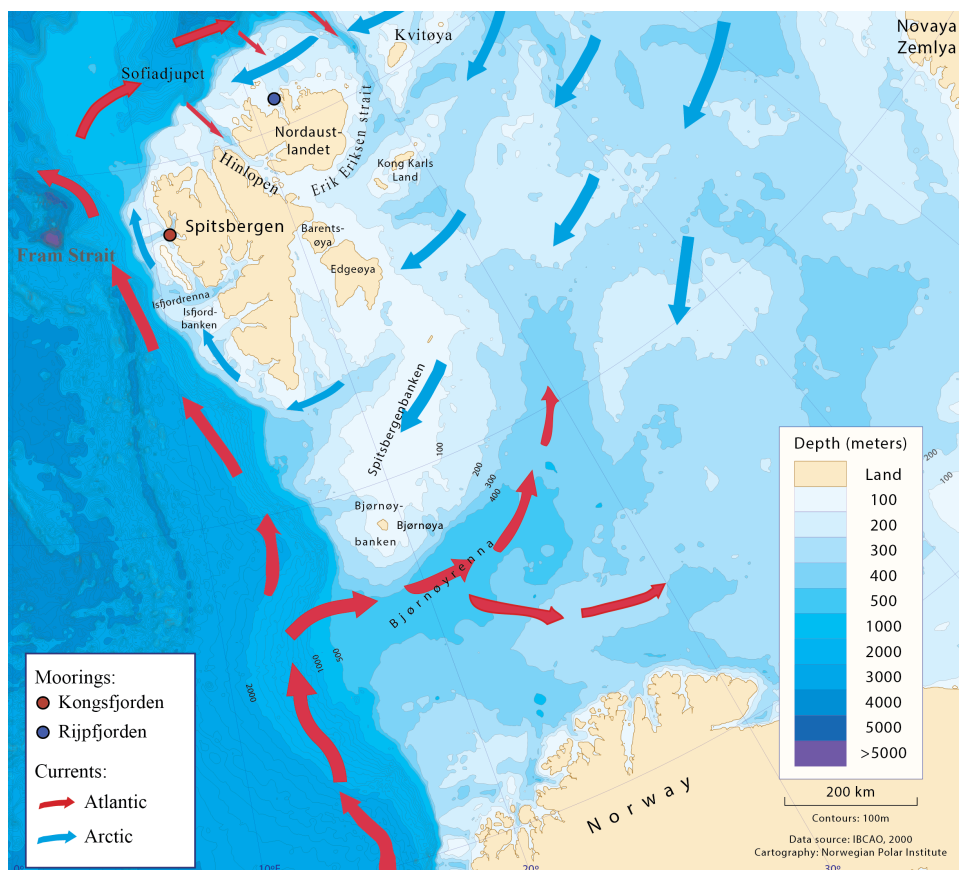 Kvitøya
Novaya
Zemlya
Sofiadjupet
Nordaust-
landet
Erik Eriksen strait
Hinlopen
Kong Karls
Land
Spitsbergen
Barents-
øya
Fram Strait
Edgeøya
Isfjordrenna
Isfjord-
banken
Spitsbergenbanken
100
200
300
400
Bjørnøy-
banken
Bjørnøya
Bjørnøyrenna
500
1000
2000
200
100
Norway
Depth (meters)
Land
100
200
300
400
500
1000
2000
3000
4000
5000
>5000
200 km
Contours: 100m
Data source: IBCAO, 2000
Cartography: Norwegian Polar Institute
Moorings:
Kongsfjorden
Rijpfjorden
Currents:
Atlantic
Arctic
10°E
20°
30°